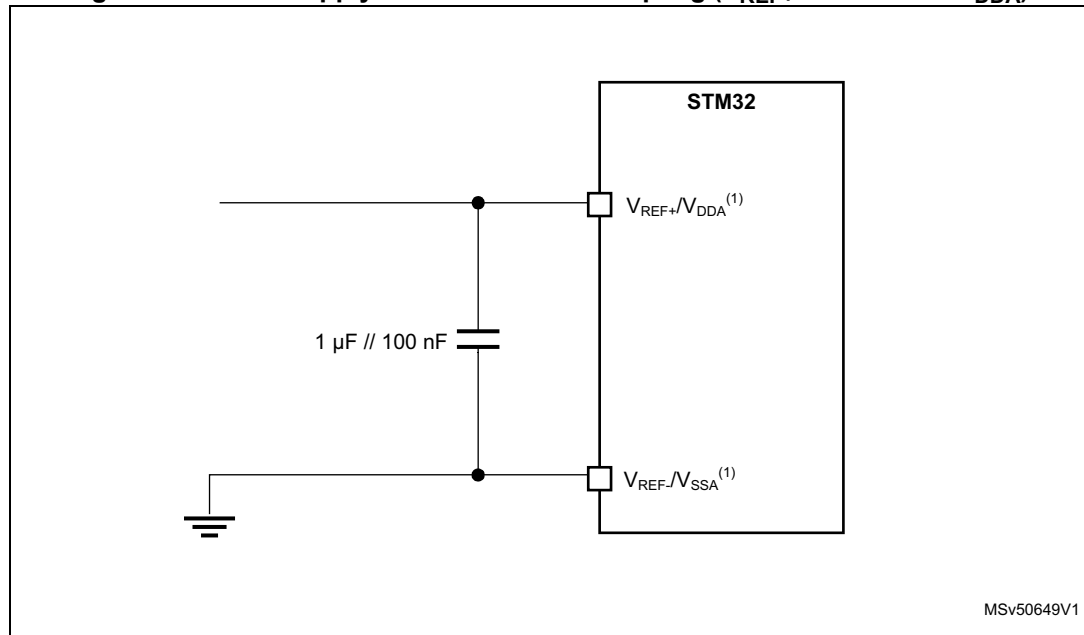 STM32
V_REF+/V_DDA^(1)
1 µF // 100 nF
V_REF-/V_SSA^(1)
MSv50649V1